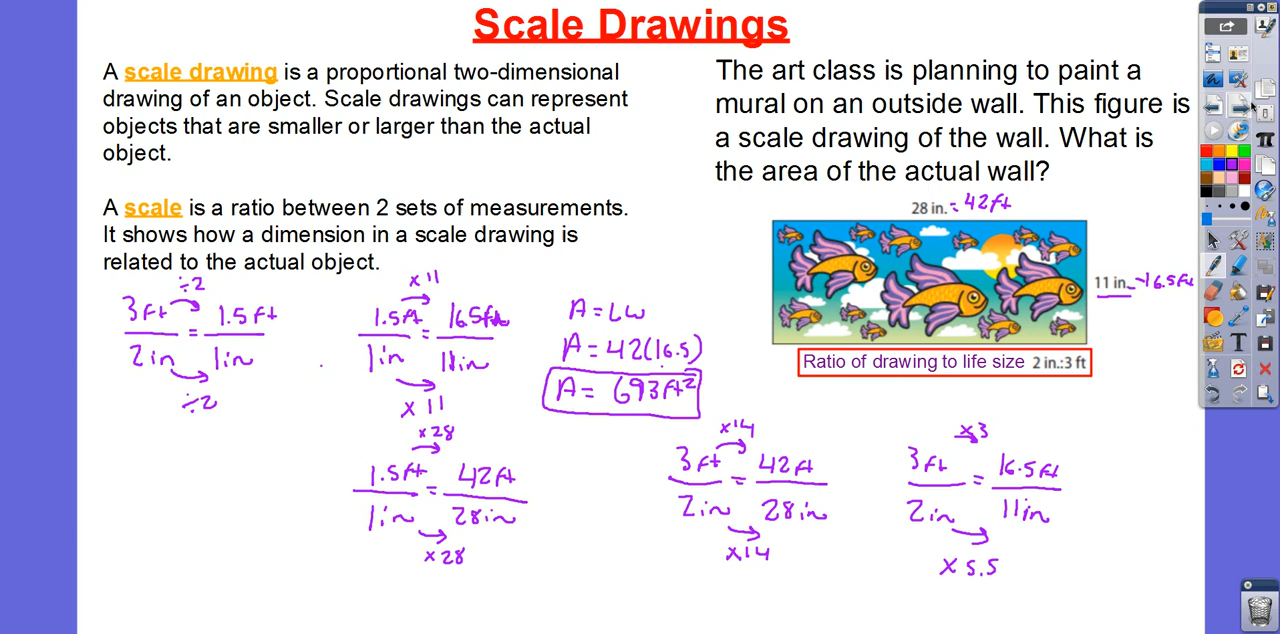 Scale Drawings
A scale drawing is a proportional two-dimensional
drawing of an object. Scale drawings can represent
objects that are smaller or larger than the actual
object.
A scale is a ratio between 2 sets of measurements.
It shows how a dimension in a scale drawing is
related to the actual object.
The art class is planning to paint a
mural on an outside wall. This figure is
a scale drawing of the wall. What is
the area of the actual wall?
28 in. = 42ft
11 in. - 16.5ft
Ratio of drawing to life size 2 in.:3 ft
÷2
3ft = 1.5ft
2in 1in
÷2
x 11
1.5ft = 16.5ft
1in 11in
x 11
A = LW
A = 42(16.5)
A = 693ft²
x28
1.5ft = 42ft
1in 28in
x28
x14
3ft = 42ft
2in 28in
x14
x3
3ft = 16.5ft
2in 11in
x 5.5